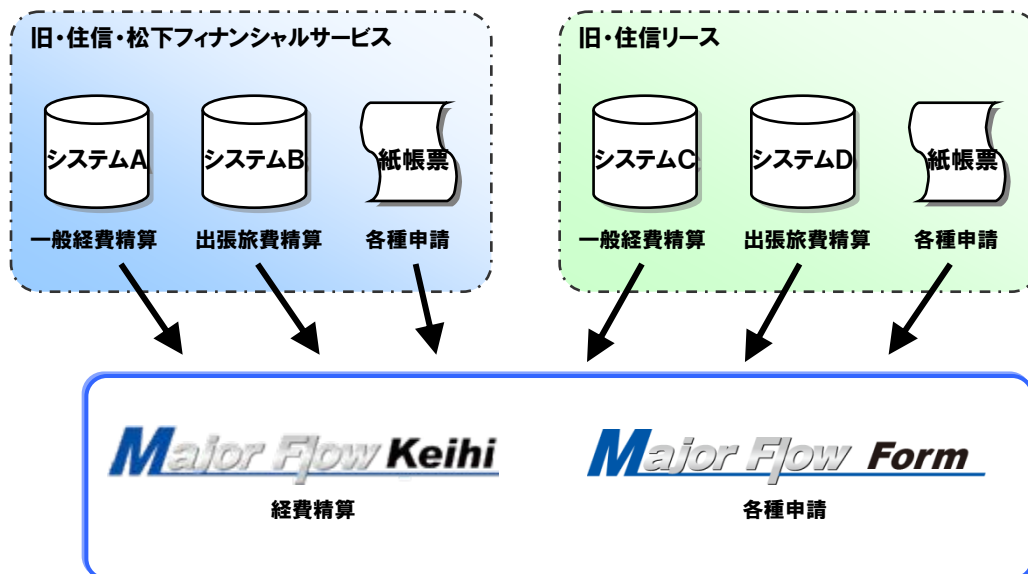 旧・住信・松下フィナンシャルサービス
システムA
システムB
紙帳票
一般経費精算
出張旅費精算
各種申請
旧・住信リース
システムC
システムD
紙帳票
一般経費精算
出張旅費精算
各種申請
Major Flow Keihi
経費精算
Major Flow Form
各種申請